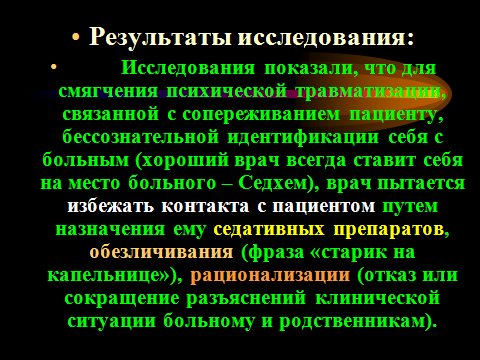 • Результаты исследования:
• Исследования показали, что для
смягчения психической травматизации,
связанной с сопереживанием пациенту,
бессознательной идентификации себя с
больным (хороший врач всегда ставит себя
на место больного – Седхем), врач пытается
избежать контакта с пациентом путем
назначения ему седативных препаратов,
обезличивания (фраза «старик на
капельнице»), рационализации (отказ или
сокращение разъяснений клинической
ситуации больному и родственникам).